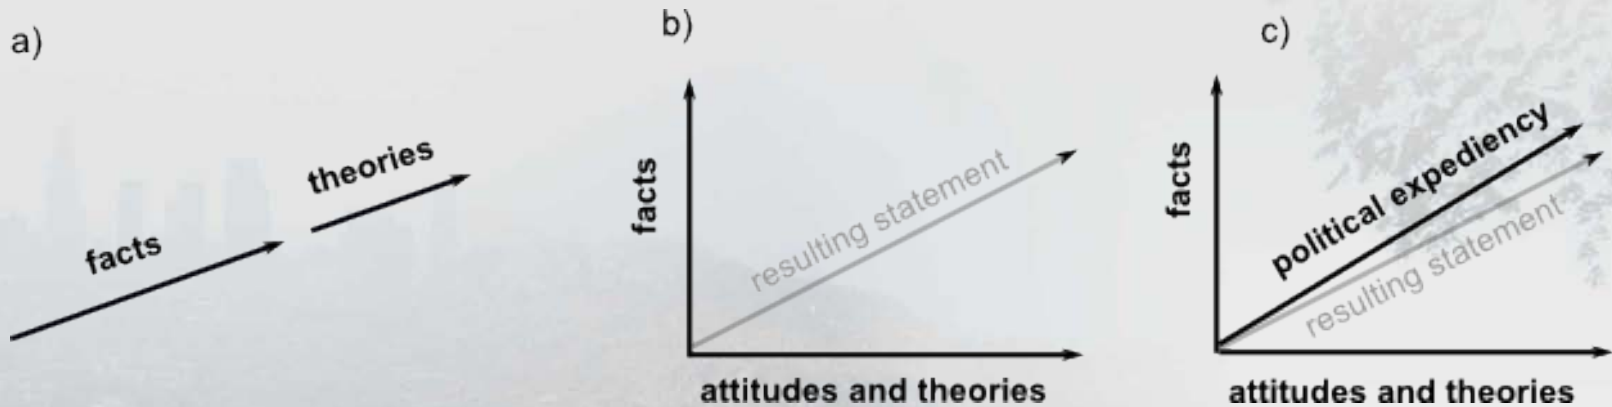 a)
facts
theories
b)
facts
resulting statement
attitudes and theories
c)
facts
political expediency
resulting statement
attitudes and theories